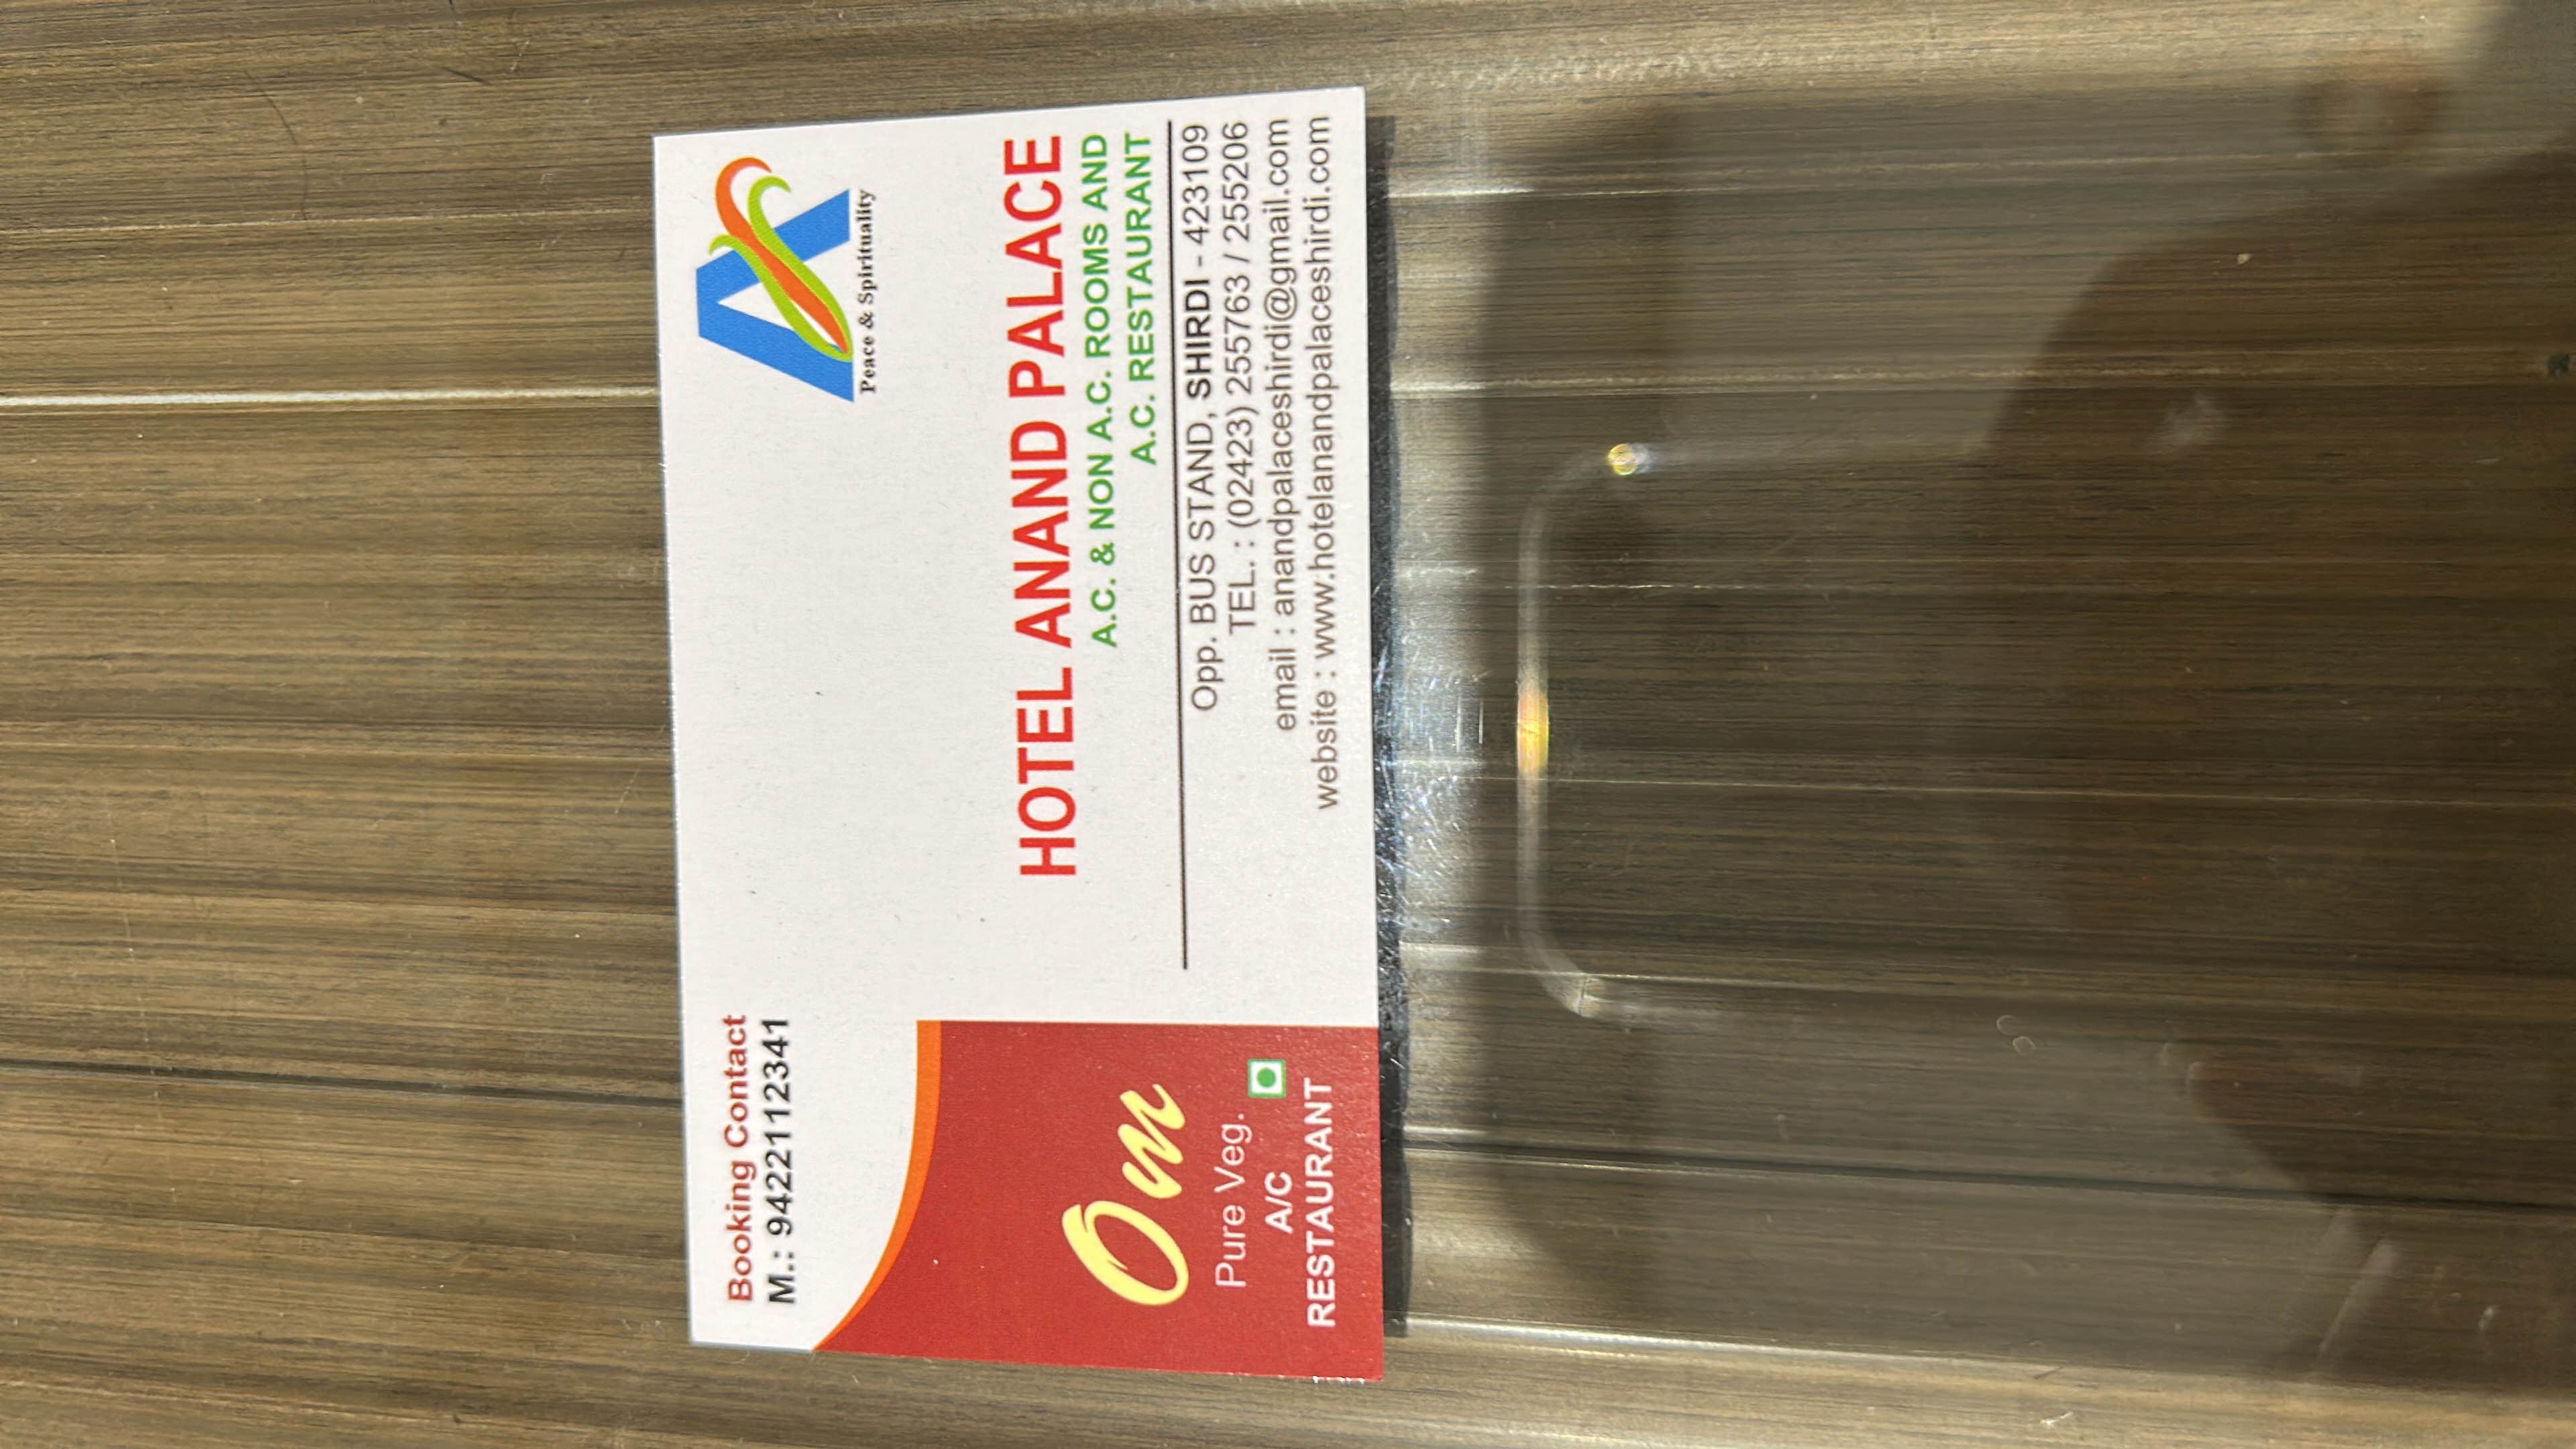 Booking Contact
M.: 94222112341
Peace & Spirituality
HOTEL ANAND PALACE
A.C. & NON A.C. ROOMS AND
A.C. RESTAURANT
Opp. BUS STAND, SHIRDI - 423109
TEL. : (02423) 255763 / 255206
email : anandpalaceshirdi@gmail.com
website : www.hotelanandpalaceshirdi.com
Om
Pure Veg.
A/C
RESTAURANT